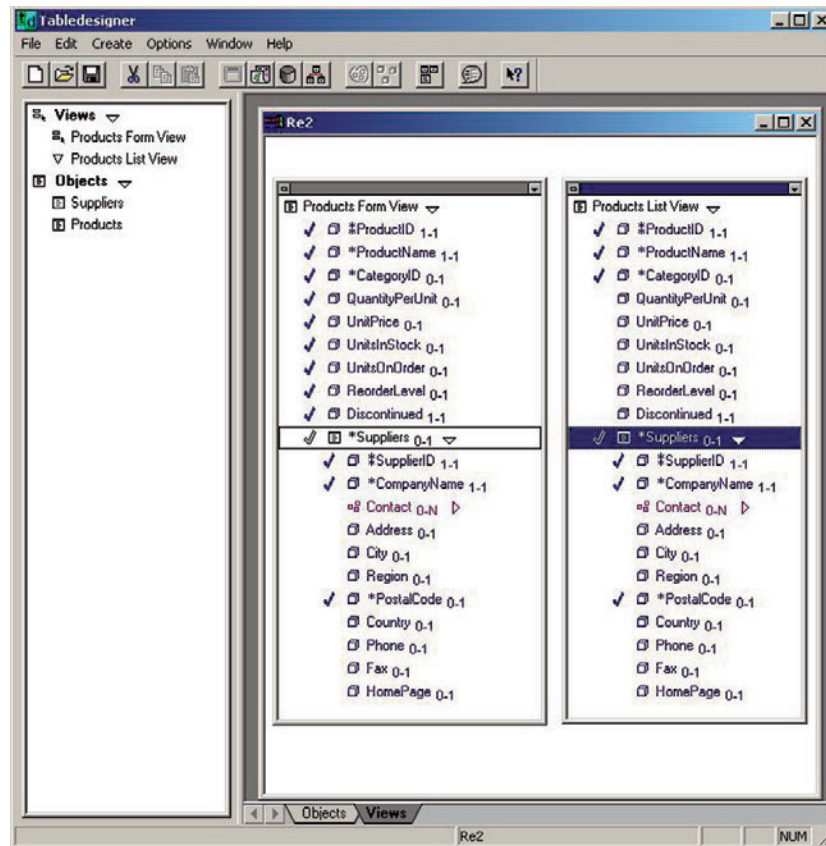 Tabledesigner
File Edit Create Options Window Help
Views
Products Form View
Products List View
Objects
Suppliers
Products
Re2
Products Form View
‡ProductID 1-1
*ProductName 1-1
*CategoryID 0-1
QuantityPerUnit 0-1
UnitPrice 0-1
UnitsInStock 0-1
UnitsOnOrder 0-1
ReorderLevel 0-1
Discontinued 1-1
*Suppliers 0-1
‡SupplierID 1-1
*CompanyName 1-1
Contact 0-N
Address 0-1
City 0-1
Region 0-1
*PostalCode 0-1
Country 0-1
Phone 0-1
Fax 0-1
HomePage 0-1
Products List View
‡ProductID 1-1
*ProductName 1-1
*CategoryID 0-1
QuantityPerUnit 0-1
UnitPrice 0-1
UnitsInStock 0-1
UnitsOnOrder 0-1
ReorderLevel 0-1
Discontinued 1-1
*Suppliers 0-1
‡SupplierID 1-1
*CompanyName 1-1
Contact 0-N
Address 0-1
City 0-1
Region 0-1
*PostalCode 0-1
Country 0-1
Phone 0-1
Fax 0-1
HomePage 0-1
Objects Views
Re2 NUM